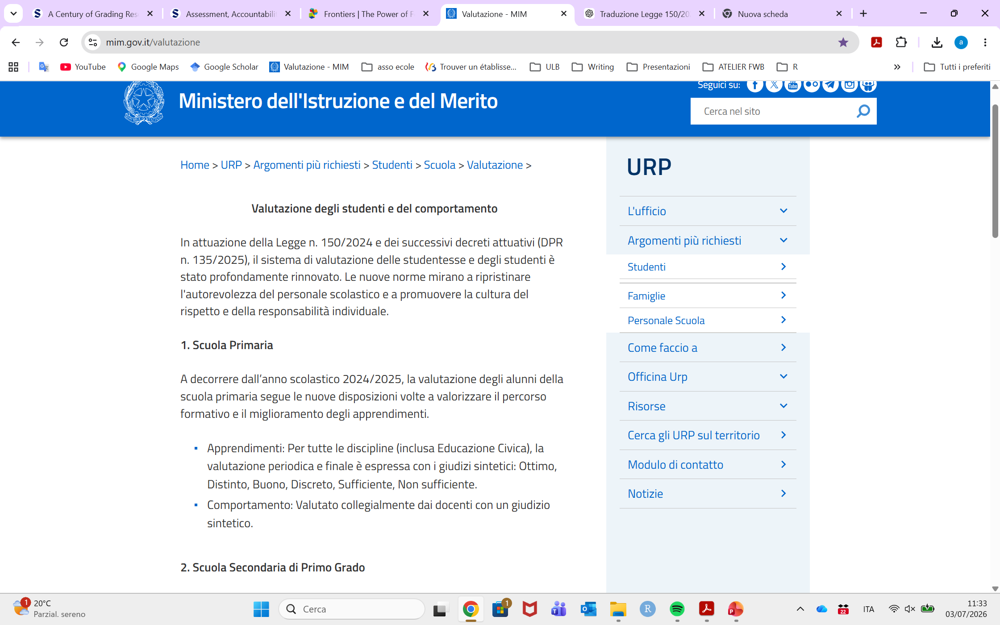 A Century of Grading Res
Assessment, Accountabilit
Frontiers | The Power of F
Valutazione - MIM
Traduzione Legge 150/20
Nuova scheda
mim.gov.it/valutazione
a
YouTube
Google Maps
Google Scholar
Valutazione - MIM
asso ecole
Trouver un établisse...
ULB
Writing
Presentazioni
ATELIER FWB
R
Tutti i preferiti
Ministero dell'Istruzione e del Merito
REPVBBLICA ITALIANA
Seguici su:
Cerca nel sito
Home > URP > Argomenti più richiesti > Studenti > Scuola > Valutazione >
Valutazione degli studenti e del comportamento
In attuazione della Legge n. 150/2024 e dei successivi decreti attuativi (DPR
n. 135/2025), il sistema di valutazione delle studentesse e degli studenti è
stato profondamente rinnovato. Le nuove norme mirano a ripristinare
l'autorevolezza del personale scolastico e a promuovere la cultura del
rispetto e della responsabilità individuale.
1. Scuola Primaria
A decorrere dall’anno scolastico 2024/2025, la valutazione degli alunni della
scuola primaria segue le nuove disposizioni volte a valorizzare il percorso
formativo e il miglioramento degli apprendimenti.
▪ Apprendimenti: Per tutte le discipline (inclusa Educazione Civica), la
valutazione periodica e finale è espressa con i giudizi sintetici: Ottimo,
Distinto, Buono, Discreto, Sufficiente, Non sufficiente.
▪ Comportamento: Valutato collegialmente dai docenti con un giudizio
sintetico.
2. Scuola Secondaria di Primo Grado
URP
L'ufficio
Argomenti più richiesti
Studenti
Famiglie
Personale Scuola
Come faccio a
Officina Urp
Risorse
Cerca gli URP sul territorio
Modulo di contatto
Notizie
1
20°C
Parzial. sereno
Cerca
1
22
ITA
11:33
03/07/2026